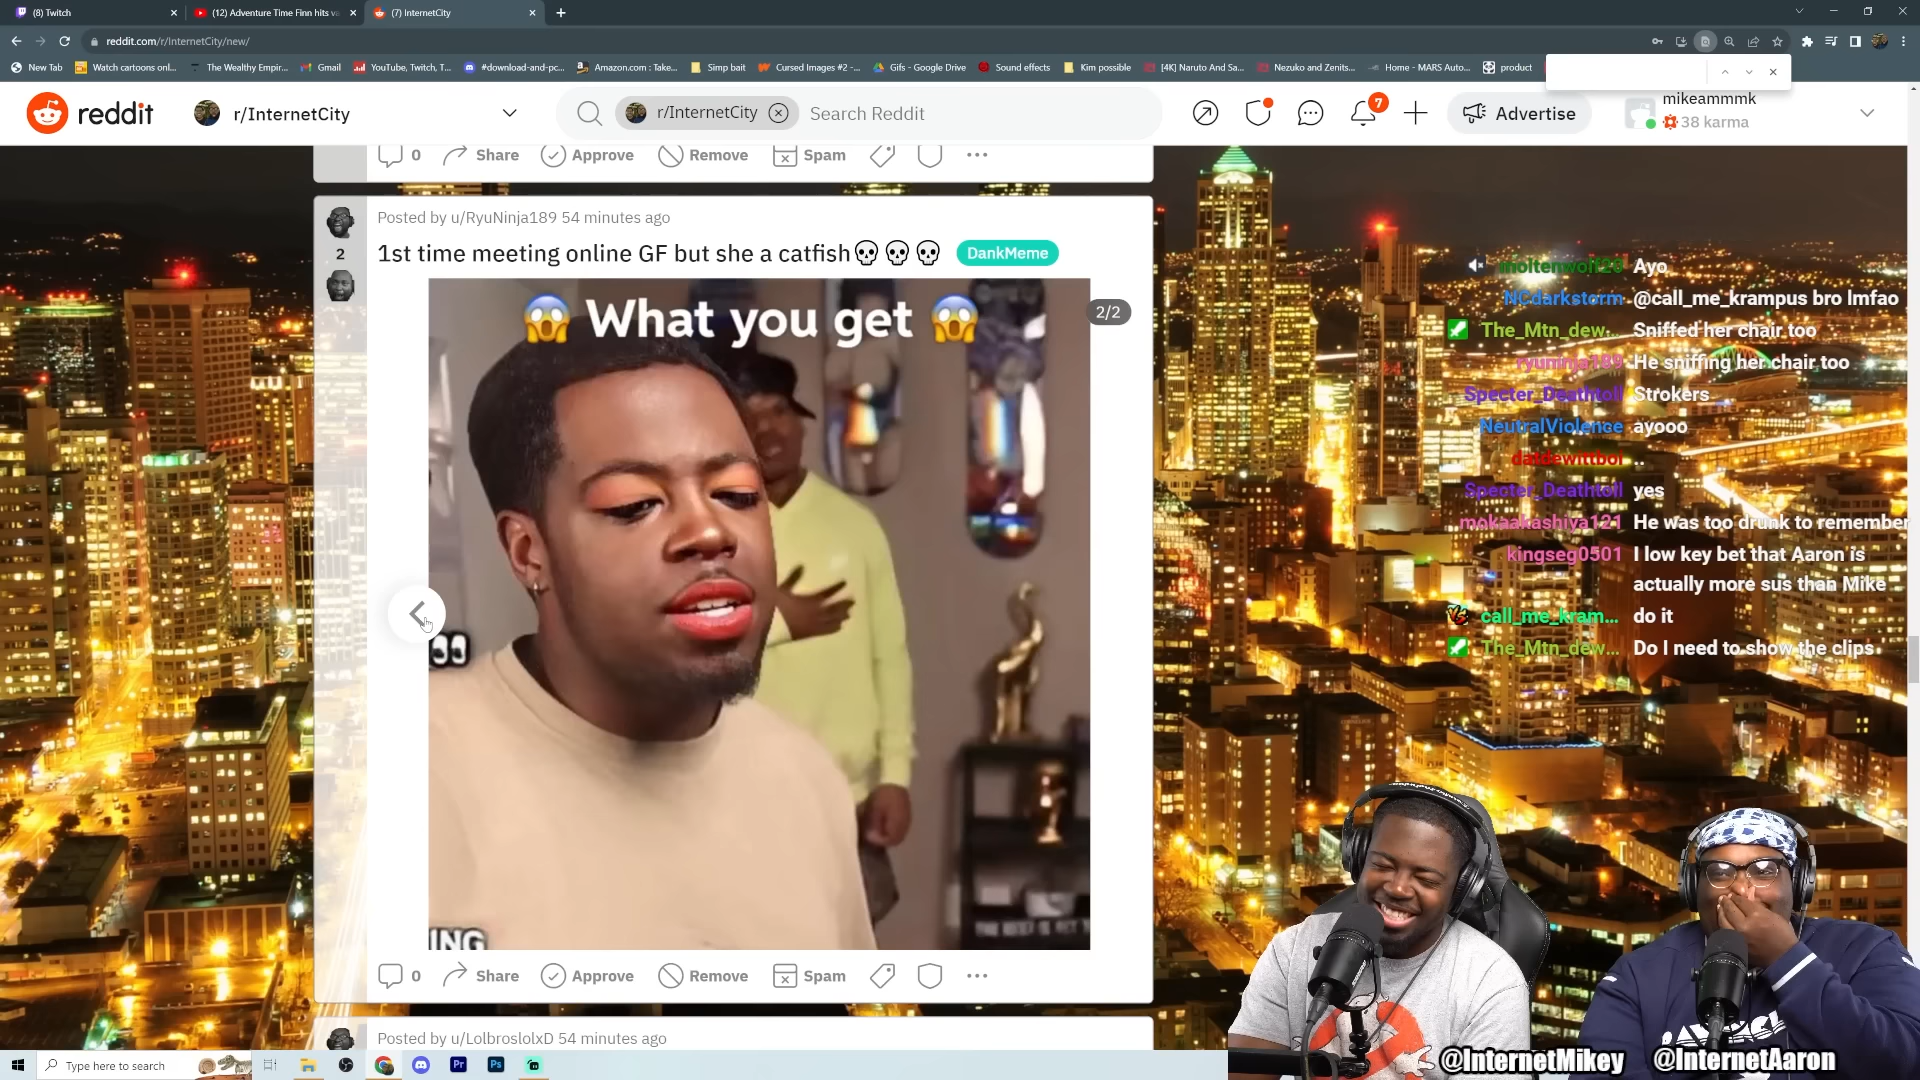 (8) Twitch
(12) Adventure Time Finn hits
(7) InternetCity
reddit.com/r/InternetCity/new/
New Tab
Watch cartoons onl...
The Wealthy Empir...
Gmail
YouTube, Twitch, T...
#download-and-pc...
Amazon.com : Take...
Simp bait
Cursed Images #2 -...
Gifs - Google Drive
Sound effects
Kim possible
[4K] Naruto And Sa...
Nezuko and Zenits...
Home - MARS Auto...
product
reddit
r/InternetCity
r/InternetCity
Search Reddit
7
Advertise
mikeammmk
38 karma
0 Share Approve Remove Spam
Posted by u/RyuNinja189 54 minutes ago
2
1st time meeting online GF but she a catfish💀💀💀 DankMeme
😱 What you get 😱
2/2
ING
0 Share Approve Remove Spam
Posted by u/LolbroslolxD 54 minutes ago
moltenwolf20 Ayo
NCdarkstorm @call_me_krampus bro lmfao
The_Mtn_dew... Sniffed her chair too
ryuninja189 He sniffing her chair too
Specter_Deathtoll Strokers
NeutralViolence ayooo
datdewittboi ..
Specter_Deathtoll yes
mokaakashiya121 He was too drunk to remember
kingseg0501 I low key bet that Aaron is
actually more sus than Mike
call_me_kram... do it
The_Mtn_dew... Do I need to show the clips
@InternetMikey @InternetAaron
Type here to search
Pr
Ps